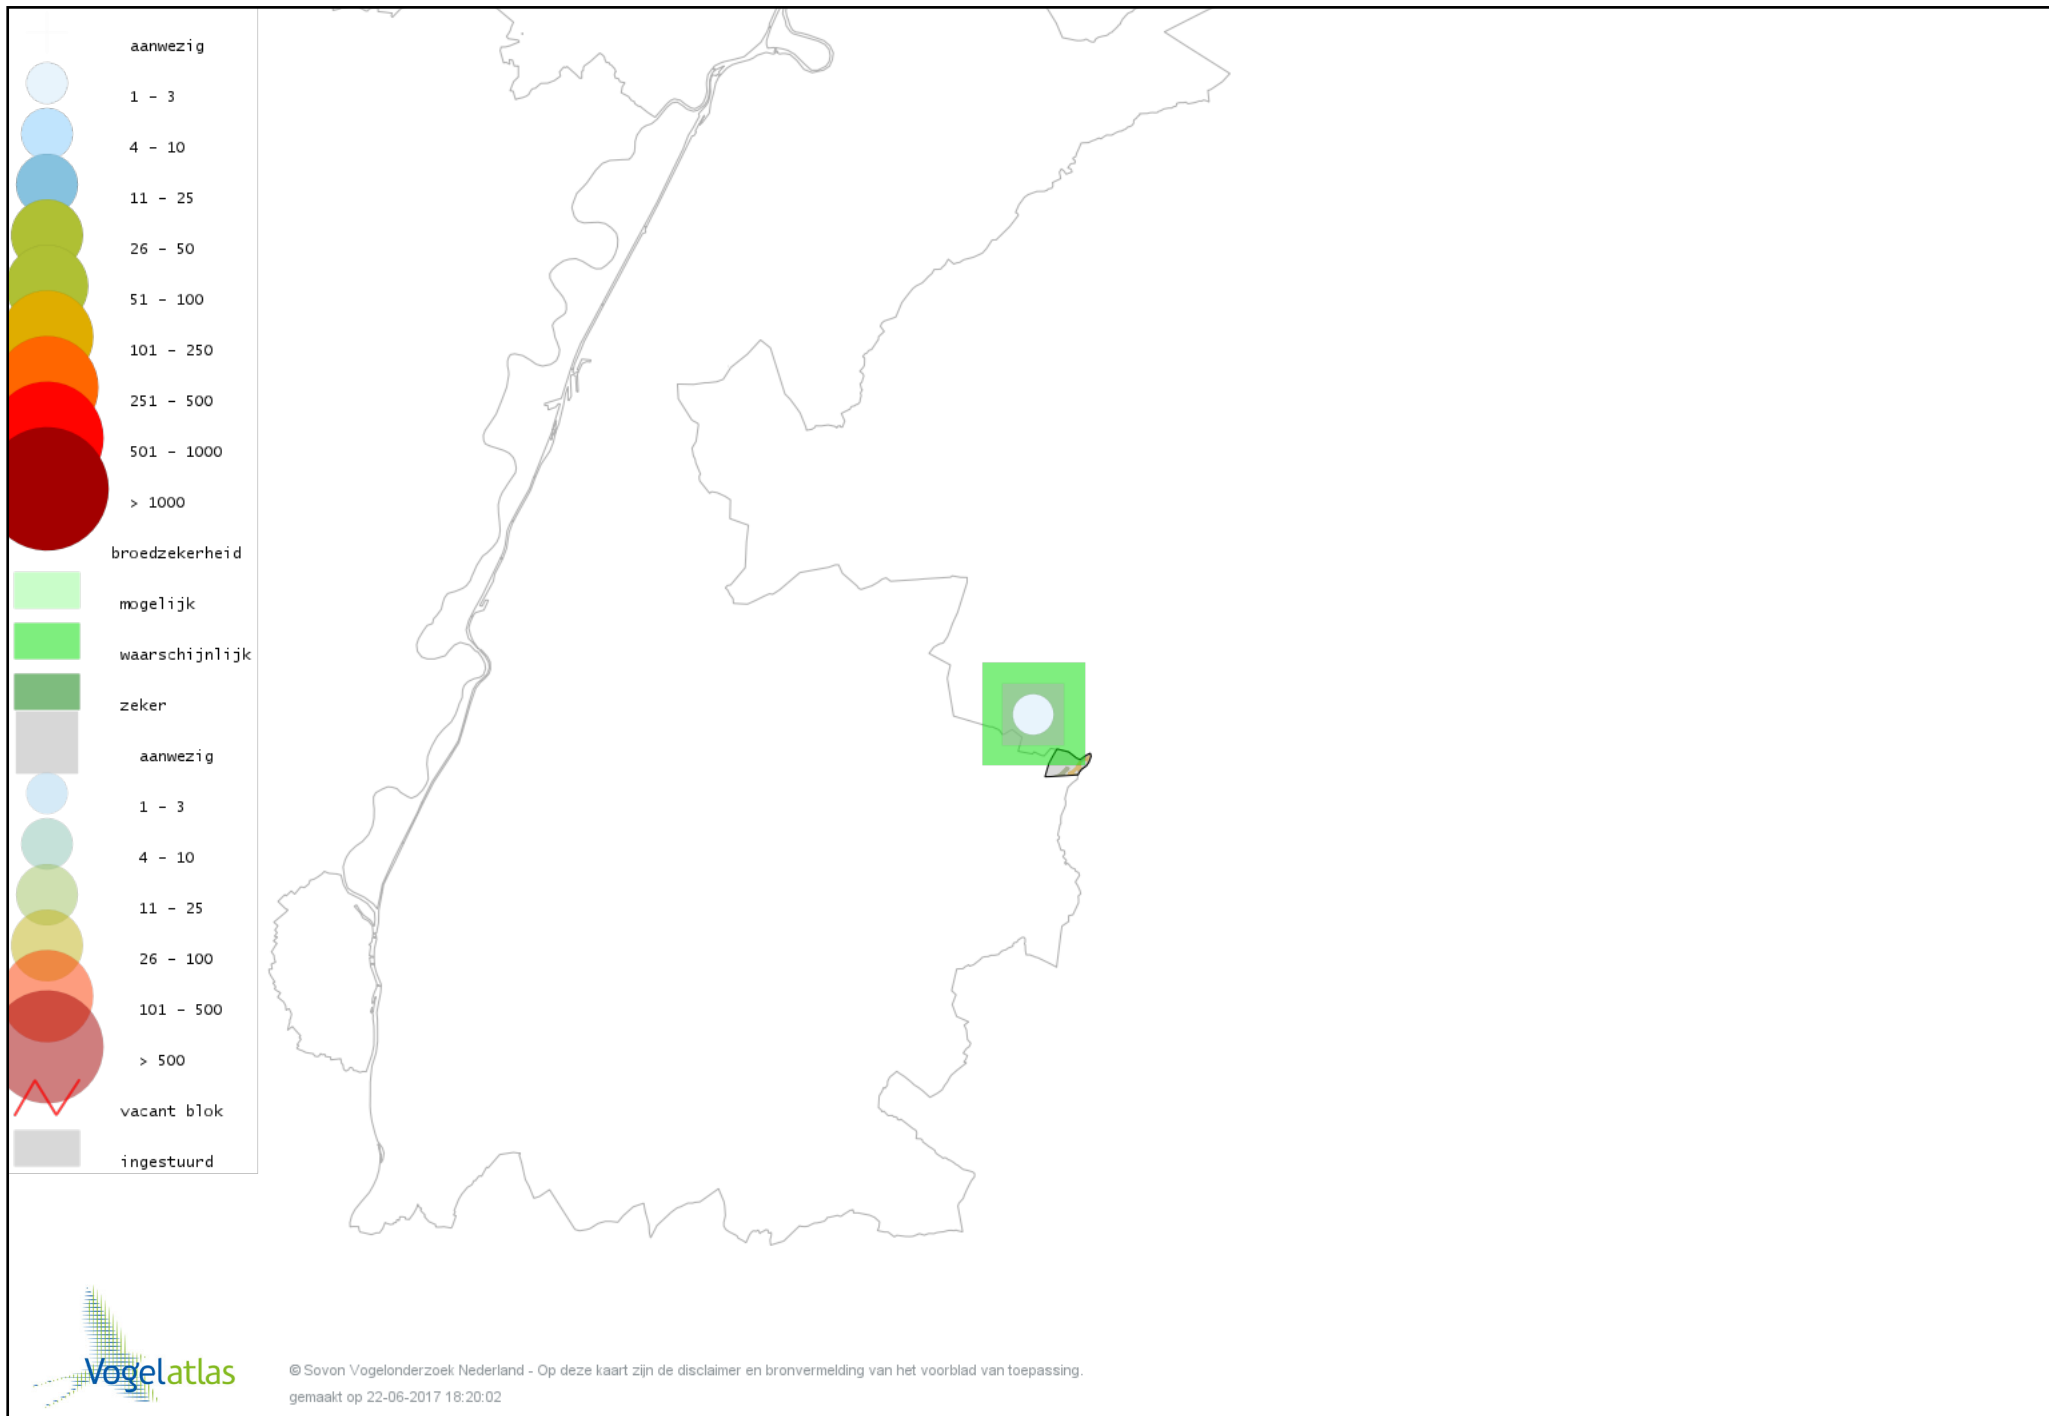 aanwezig
1 - 3
4 - 10
11 - 25
26 - 50
51 - 100
101 - 250
251 - 500
501 - 1000
> 1000
broedzekerheid
mogelijk
waarschijnlijk
zeker
aanwezig
1 - 3
4 - 10
11 - 25
26 - 100
101 - 500
> 500
vacant blok
ingestuurd
Vogelatlas
© Sovon Vogelonderzoek Nederland - Op deze kaart zijn de disclaimer en bronvermelding van het voorblad van toepassing.
gemaakt op 22-06-2017 18:20:02